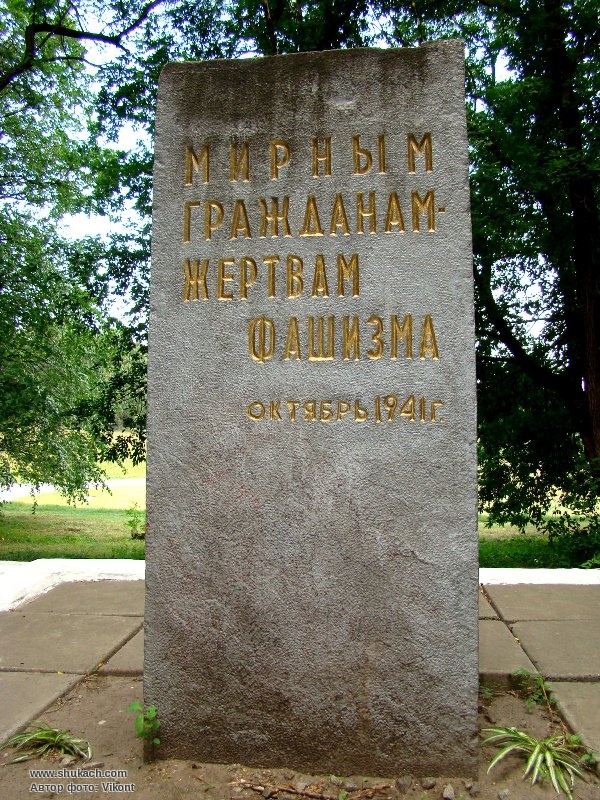 МИРНЫМ
ГРАЖДАНАМ-
ЖЕРТВАМ
ФАШИЗМА
ОКТЯБРЬ 1941 г.
www.shukach.com
Автор фото: Vikont